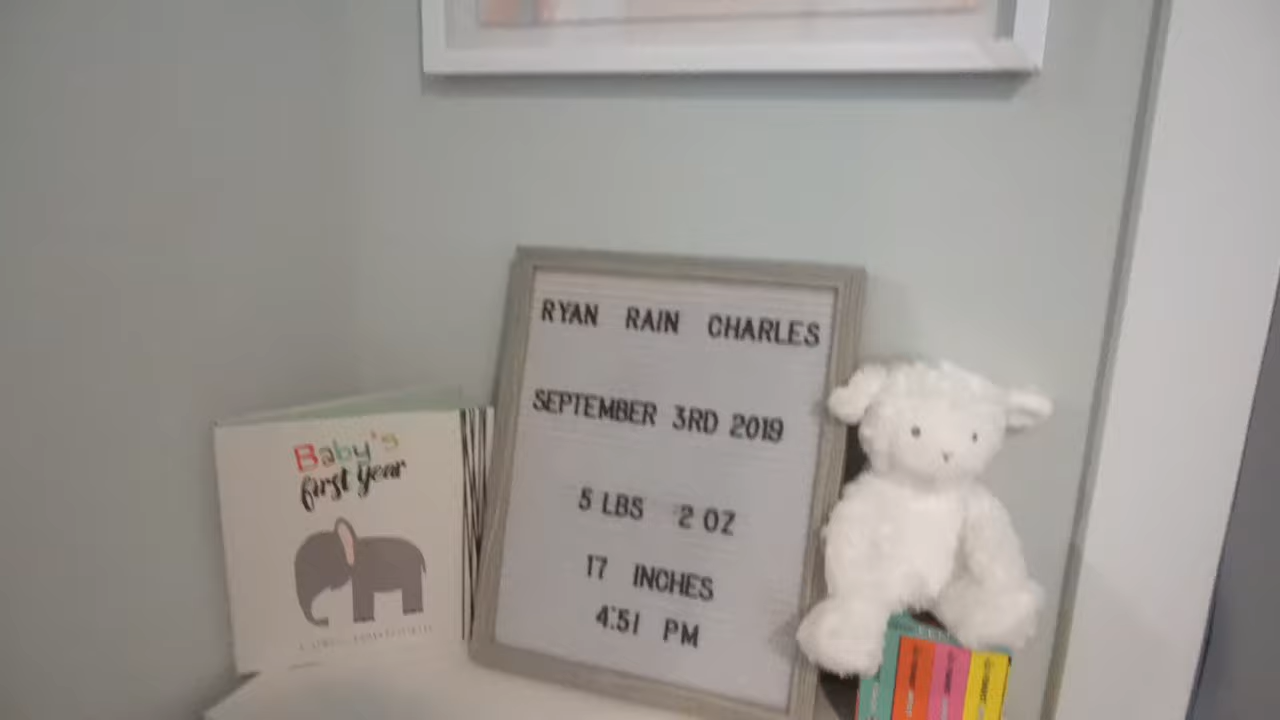 Baby's
first year
RYAN RAIN CHARLES
SEPTEMBER 3RD 2019
5 LBS 2 OZ
17 INCHES
4:51 PM